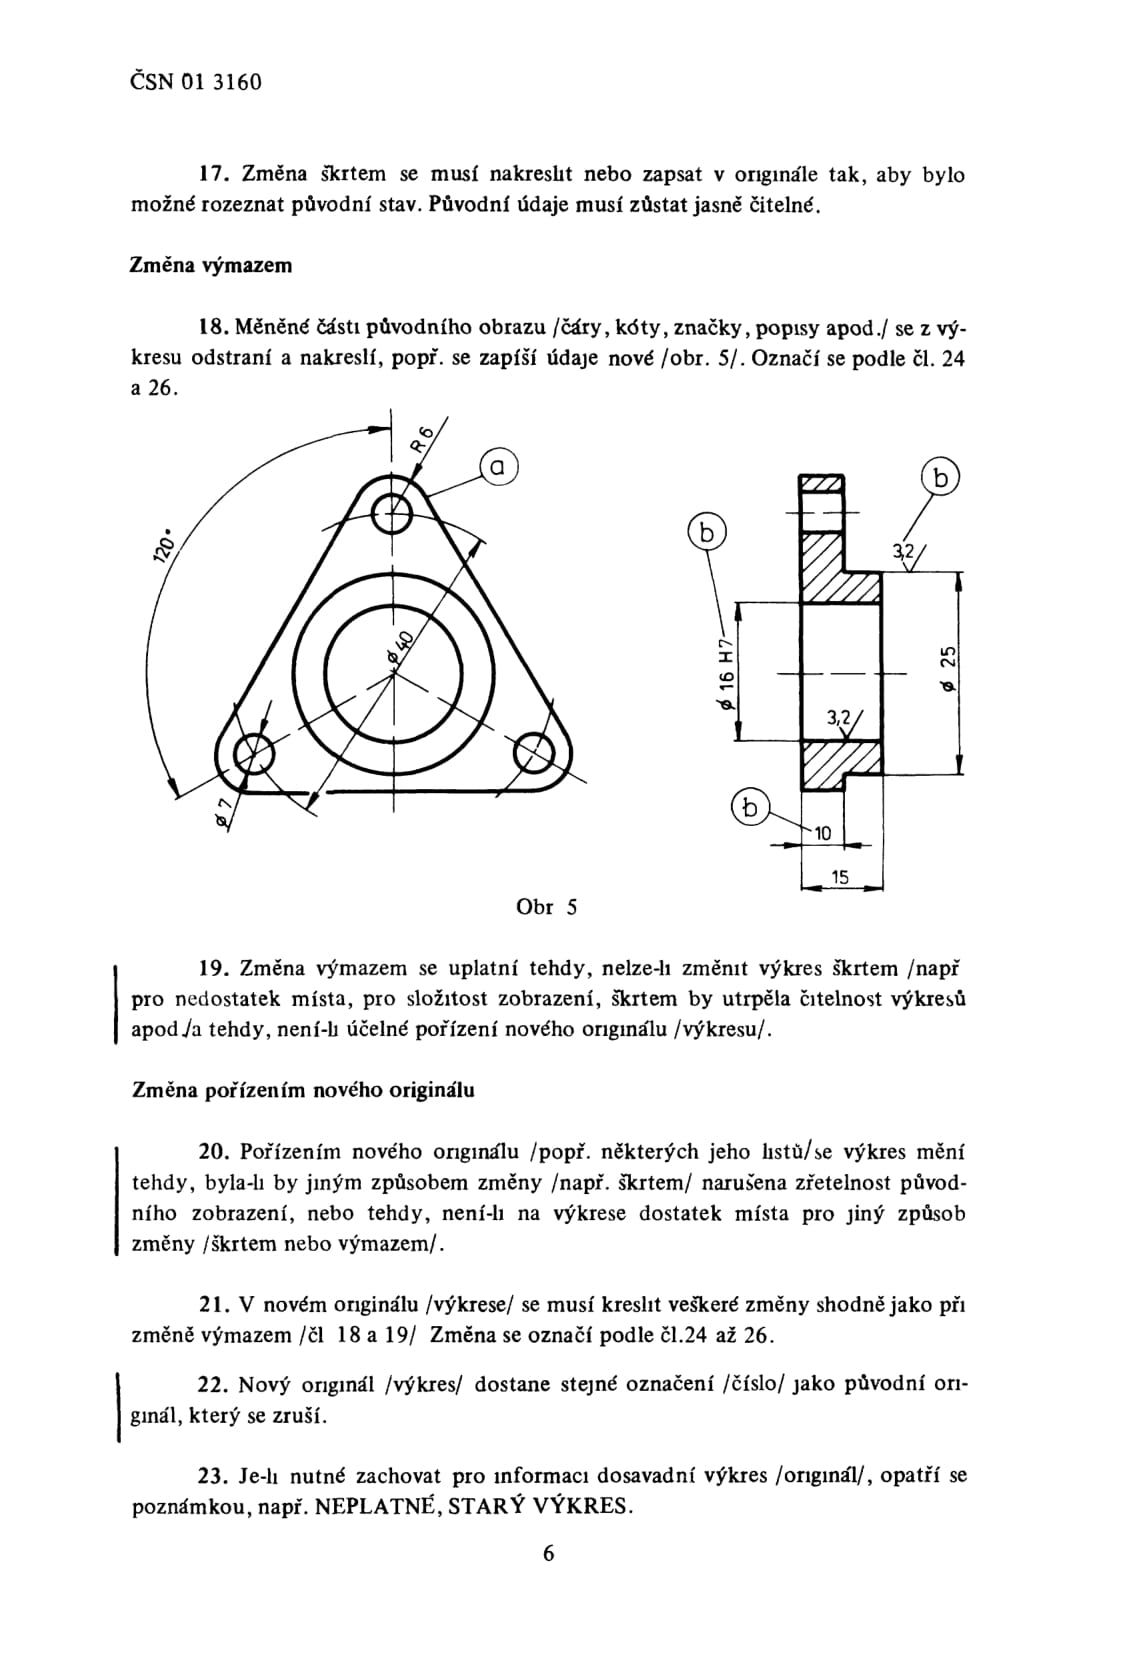 ČSN 01 3160
17. Změna škrtem se musí nakreslit nebo zapsat v originále tak, aby bylo
možné rozeznat původní stav. Původní údaje musí zůstat jasně čitelné.
Změna výmazem
18. Měněné části původního obrazu /čáry, kóty, značky, popisy apod./ se z vý-
kresu odstraní a nakreslí, popř. se zapíší údaje nové /obr. 5/. Označí se podle čl. 24
a 26.
R 6
a
120°
ø 40
ø 7
b
b
3,2
ø 16 H7
ø 25
3,2
b
10
15
Obr 5
19. Změna výmazem se uplatní tehdy, nelze-li změnit výkres škrtem /např
pro nedostatek místa, pro složitost zobrazení, škrtem by utrpěla čitelnost výkresů
apod./a tehdy, není-li účelné pořízení nového originálu /výkresu/.
Změna pořízením nového originálu
20. Pořízením nového originálu /popř. některých jeho listů/se výkres mění
tehdy, byla-li by jiným způsobem změny /např. škrtem/ narušena zřetelnost původ-
ního zobrazení, nebo tehdy, není-li na výkrese dostatek místa pro jiný způsob
změny /škrtem nebo výmazem/.
21. V novém originálu /výkrese/ se musí kreslit veškeré změny shodně jako při
změně výmazem /čl 18 a 19/ Změna se označí podle čl.24 až 26.
22. Nový originál /výkres/ dostane stejné označení /číslo/ jako původní ori-
ginál, který se zruší.
23. Je-li nutné zachovat pro informaci dosavadní výkres /originál/, opatří se
poznámkou, např. NEPLATNÉ, STARÝ VÝKRES.
6